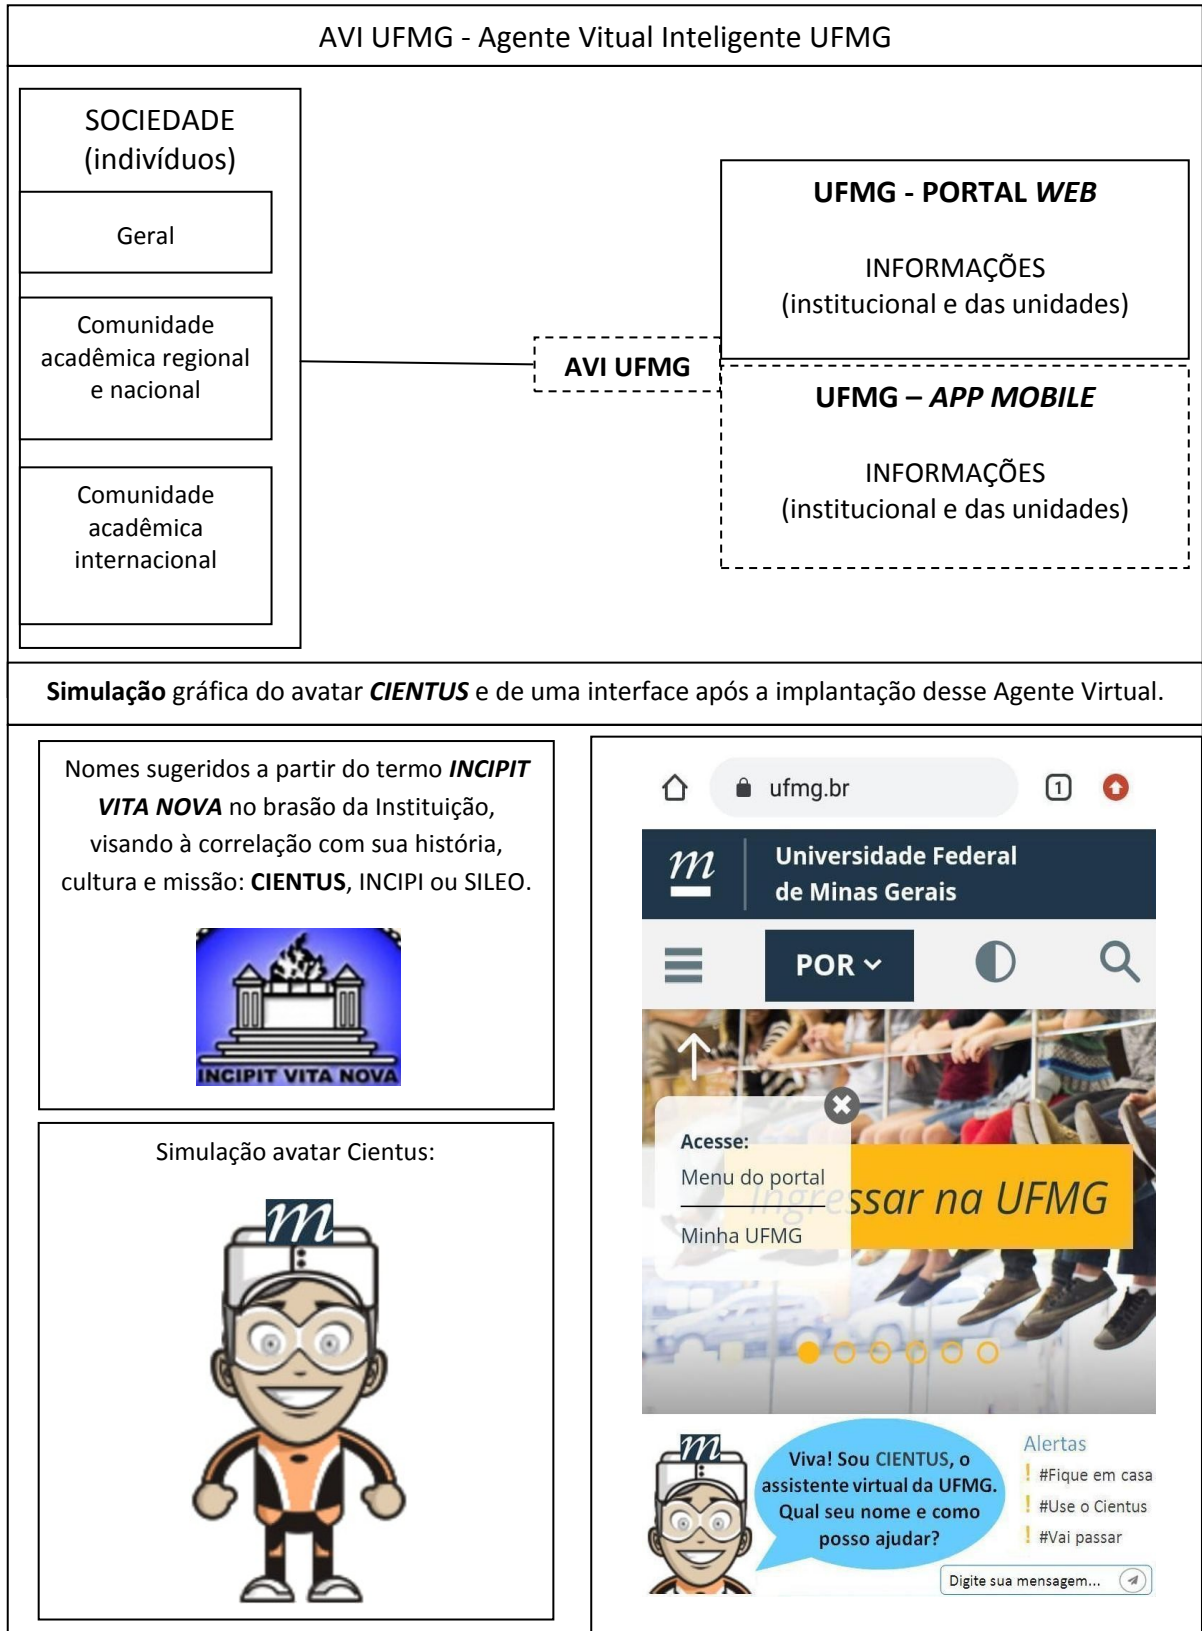 AVI UFMG - Agente Vitual Inteligente UFMG
SOCIEDADE
(indivíduos)
Geral
Comunidade
acadêmica regional
e nacional
Comunidade
acadêmica
internacional
AVI UFMG
UFMG - PORTAL WEB
INFORMAÇÕES
(institucional e das unidades)
UFMG – APP MOBILE
INFORMAÇÕES
(institucional e das unidades)
Simulação gráfica do avatar CIENTUS e de uma interface após a implantação desse Agente Virtual.
Nomes sugeridos a partir do termo INCIPIT
VITA NOVA no brasão da Instituição,
visando à correlação com sua história,
cultura e missão: CIENTUS, INCIPI ou SILEO.
INCIPIT VITA NOVA
Simulação avatar Cientus:
m
ufmg.br
1
m
Universidade Federal
de Minas Gerais
POR
Acesse:
Menu do portal
Minha UFMG
Ingressar na UFMG
m
Viva! Sou CIENTUS, o
assistente virtual da UFMG.
Qual seu nome e como
posso ajudar?
Alertas
! #Fique em casa
! #Use o Cientus
! #Vai passar
Digite sua mensagem...